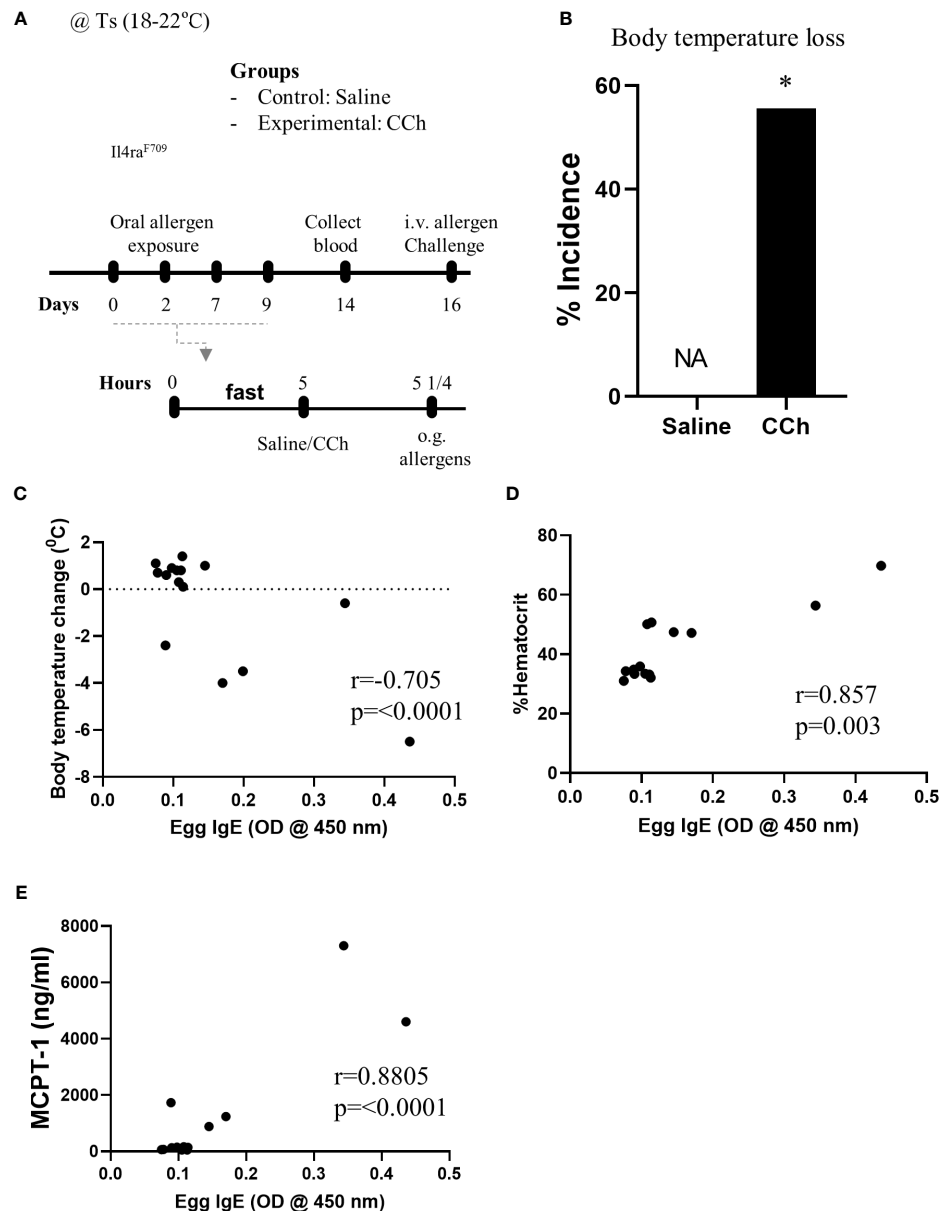 A
@ Ts (18-22°C)
Groups
- Control: Saline
- Experimental: CCh
Il4raF709
Oral allergen
exposure
Collect
blood
i.v. allergen
Challenge
Days 0 2 7 9 14 16
Hours 0 fast 5 5 1/4
Saline/CCh
o.g.
allergens
B
Body temperature loss
% Incidence
60
40
20
0
*
NA
Saline CCh
C
Body temperature change (⁰C)
2
0
-2
-4
-6
-8
r=-0.705
p=<0.0001
0.0 0.1 0.2 0.3 0.4 0.5
Egg IgE (OD @ 450 nm)
D
%Hematocrit
80
60
40
20
0
r=0.857
p=0.003
0.0 0.1 0.2 0.3 0.4 0.5
Egg IgE (OD @ 450 nm)
E
MCPT-1 (ng/ml)
8000
6000
4000
2000
0
r=0.8805
p=<0.0001
0.0 0.1 0.2 0.3 0.4 0.5
Egg IgE (OD @ 450 nm)